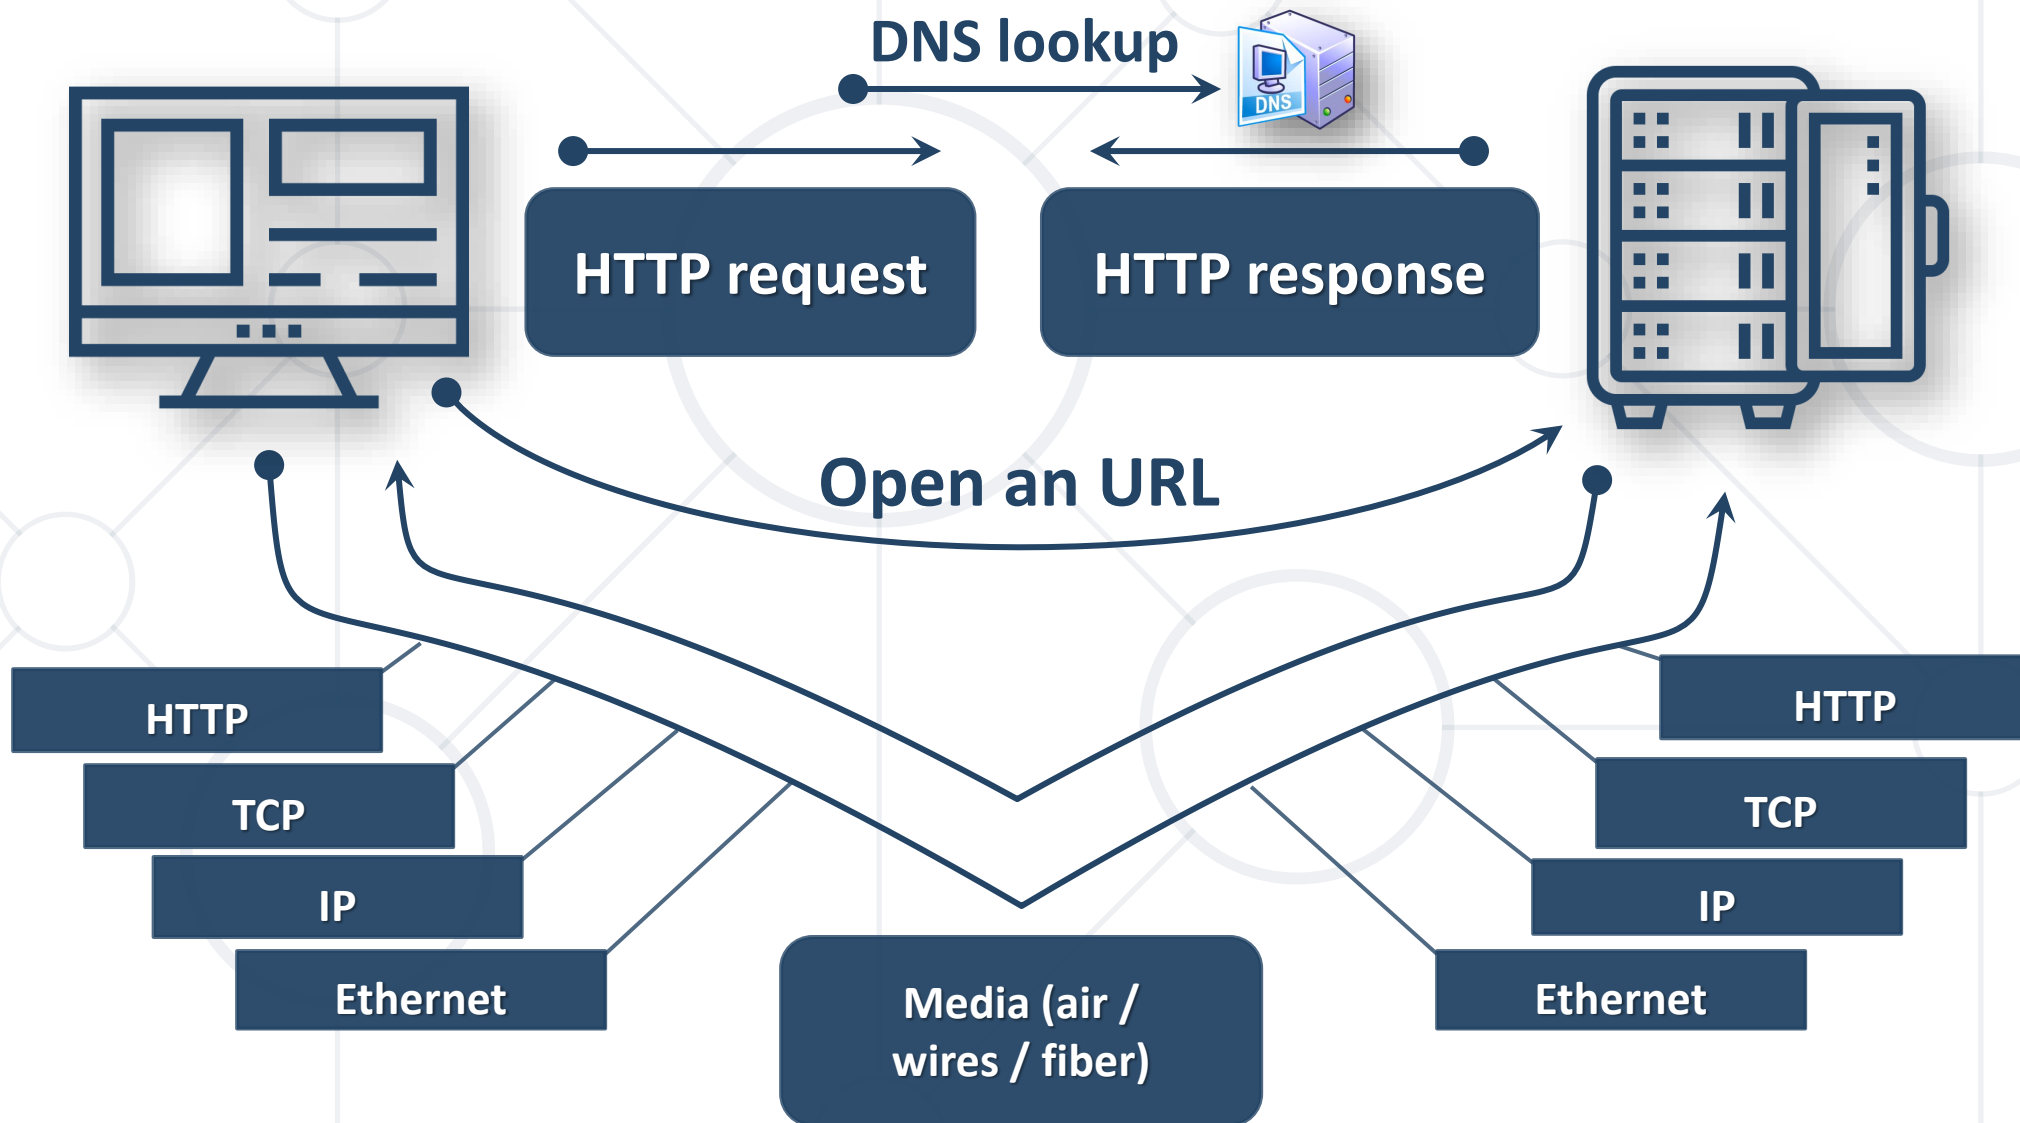 DNS lookup
DNS
HTTP request
HTTP response
Open an URL
HTTP
TCP
IP
Ethernet
Media (air /
wires / fiber)
HTTP
TCP
IP
Ethernet